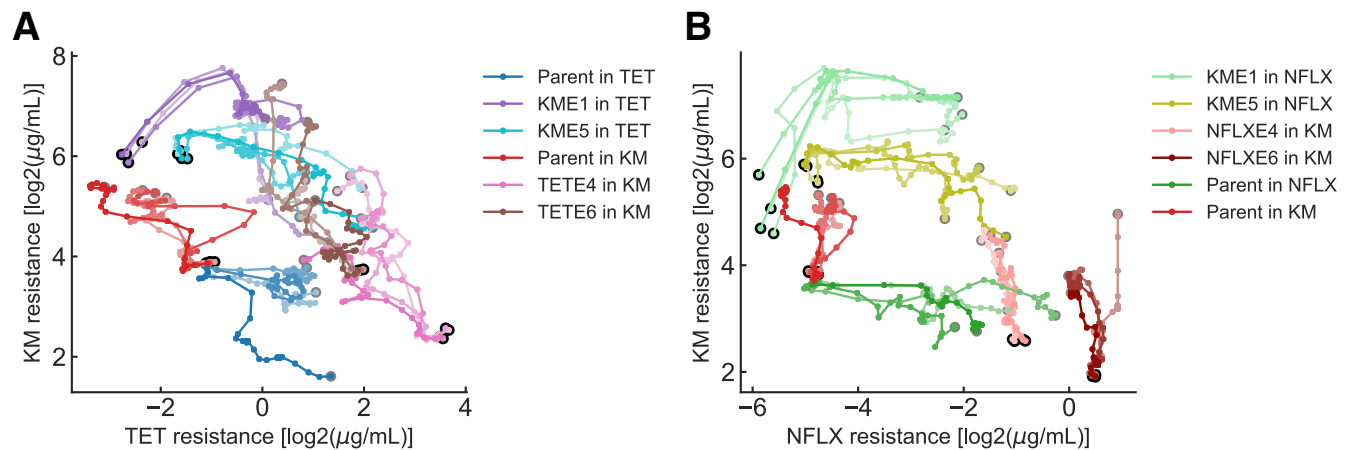 A
KM resistance [log2(μg/mL)]
8
6
4
2
−2
0
2
4
TET resistance [log2(μg/mL)]
Parent in TET
KME1 in TET
KME5 in TET
Parent in KM
TETE4 in KM
TETE6 in KM
B
KM resistance [log2(μg/mL)]
6
4
2
−6
−4
−2
0
NFLX resistance [log2(μg/mL)]
KME1 in NFLX
KME5 in NFLX
NFLXE4 in KM
NFLXE6 in KM
Parent in NFLX
Parent in KM